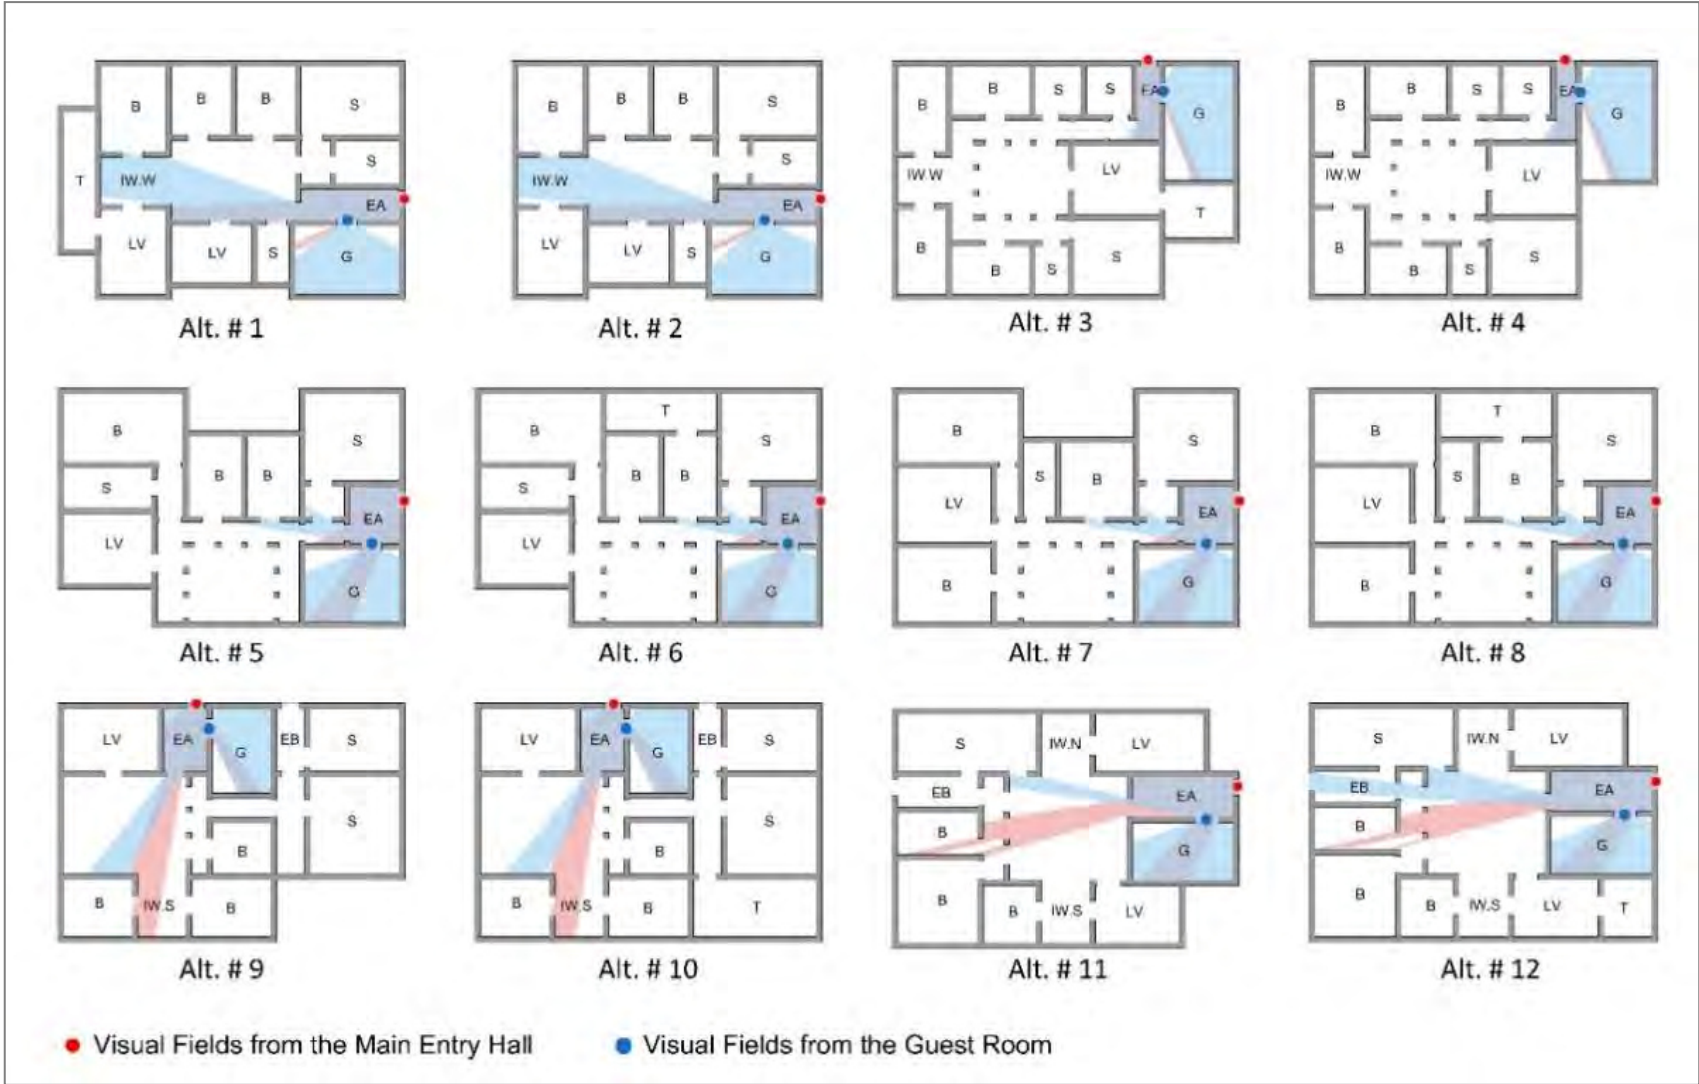 B B B S
T IW.W S
EA
LV LV S G
Alt. # 1
B B B S
IW.W S
EA
LV LV S G
Alt. # 2
B B S S EA G
IW.W LV
T
B B S S
Alt. # 3
B B S S EA G
IW.W LV
B B S S
Alt. # 4
B S
B B
S
LV EA
G
Alt. # 5
T
B S
B B
S
LV EA
G
Alt. # 6
B S
S B
LV EA
B G
Alt. # 7
T
B S
S B
LV EA
B G
Alt. # 8
LV EA G EB S
S
B
B IW.S B
Alt. # 9
LV EA G EB S
S
B
B IW.S B T
Alt. # 10
S IW.N LV
EB EA
B
G
B B IW.S LV
Alt. # 11
S IW.N LV
EB EA
B
G
B B IW.S LV T
Alt. # 12
Visual Fields from the Main Entry Hall
Visual Fields from the Guest Room